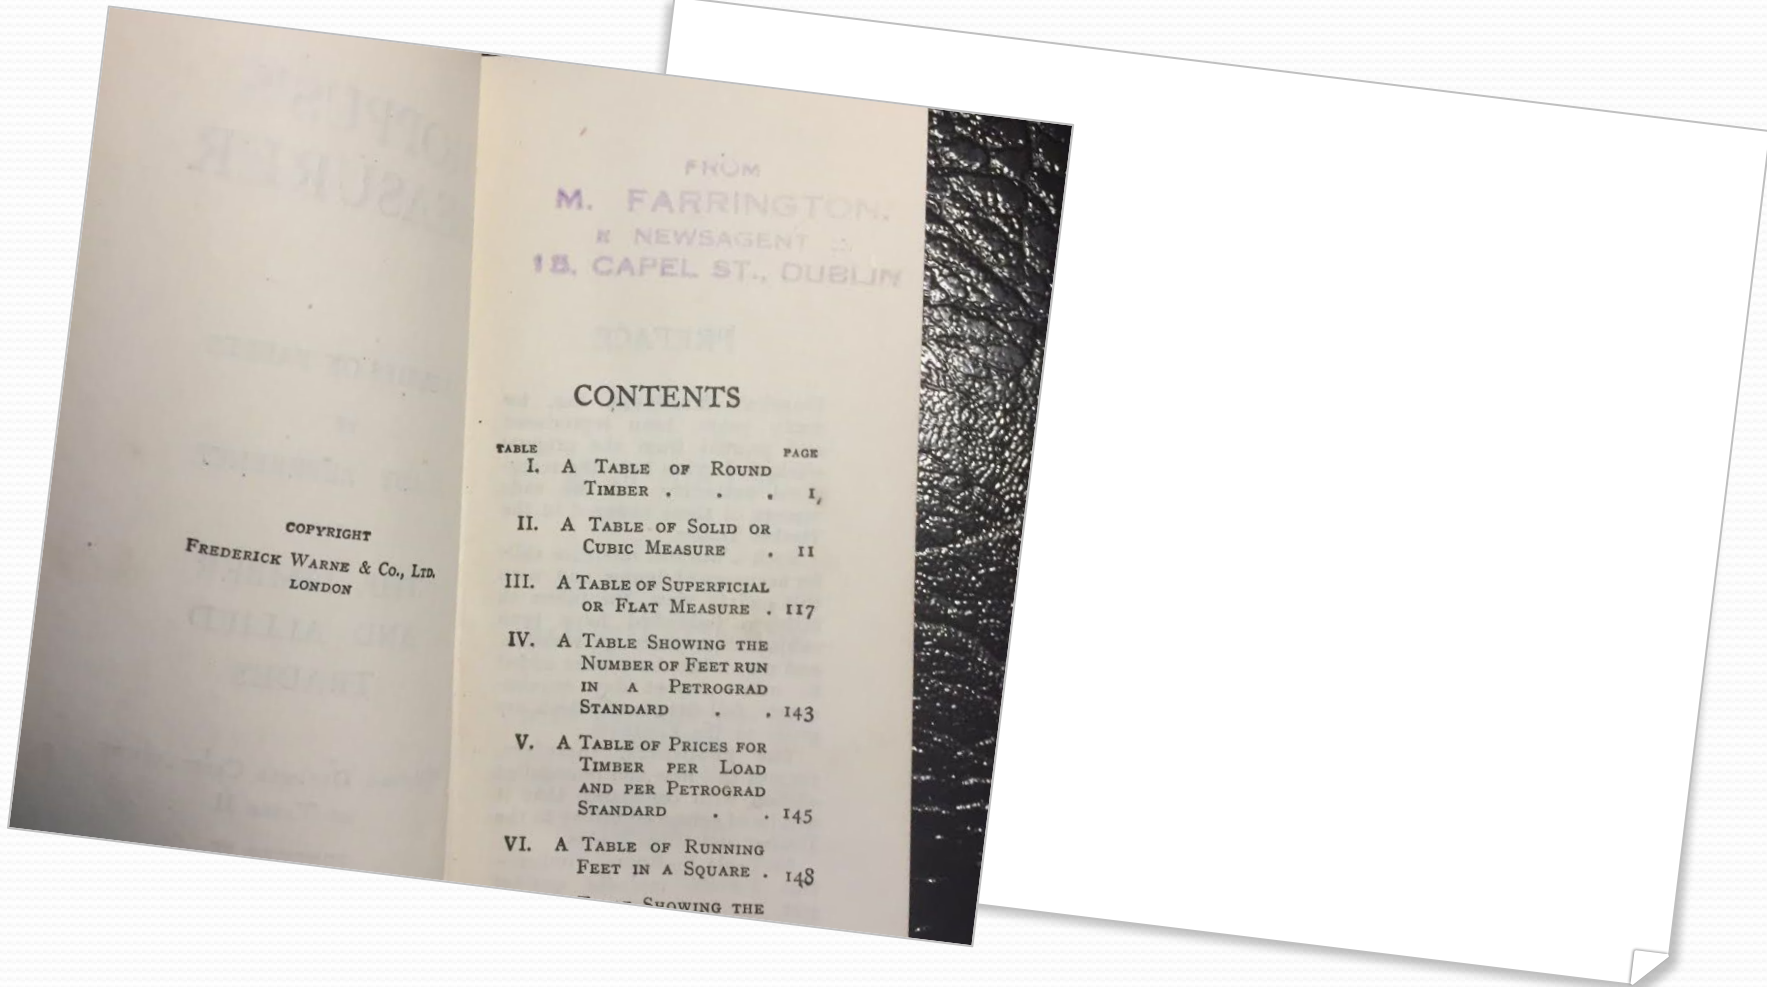 COPYRIGHT
FREDERICK WARNE & CO., LTD.
LONDON
FROM
M. FARRINGTON.
NEWSAGENT
CAPEL ST., DUBLIN
CONTENTS
TABLE PAGE
I. A TABLE OF ROUND
TIMBER . . . 1
II. A TABLE OF SOLID OR
CUBIC MEASURE . 11
III. A TABLE OF SUPERFICIAL
OR FLAT MEASURE . 117
IV. A TABLE SHOWING THE
NUMBER OF FEET RUN
IN A PETROGRAD
STANDARD . . 143
V. A TABLE OF PRICES FOR
TIMBER PER LOAD
AND PER PETROGRAD
STANDARD . . 145
VI. A TABLE OF RUNNING
FEET IN A SQUARE . 148
SHOWING THE